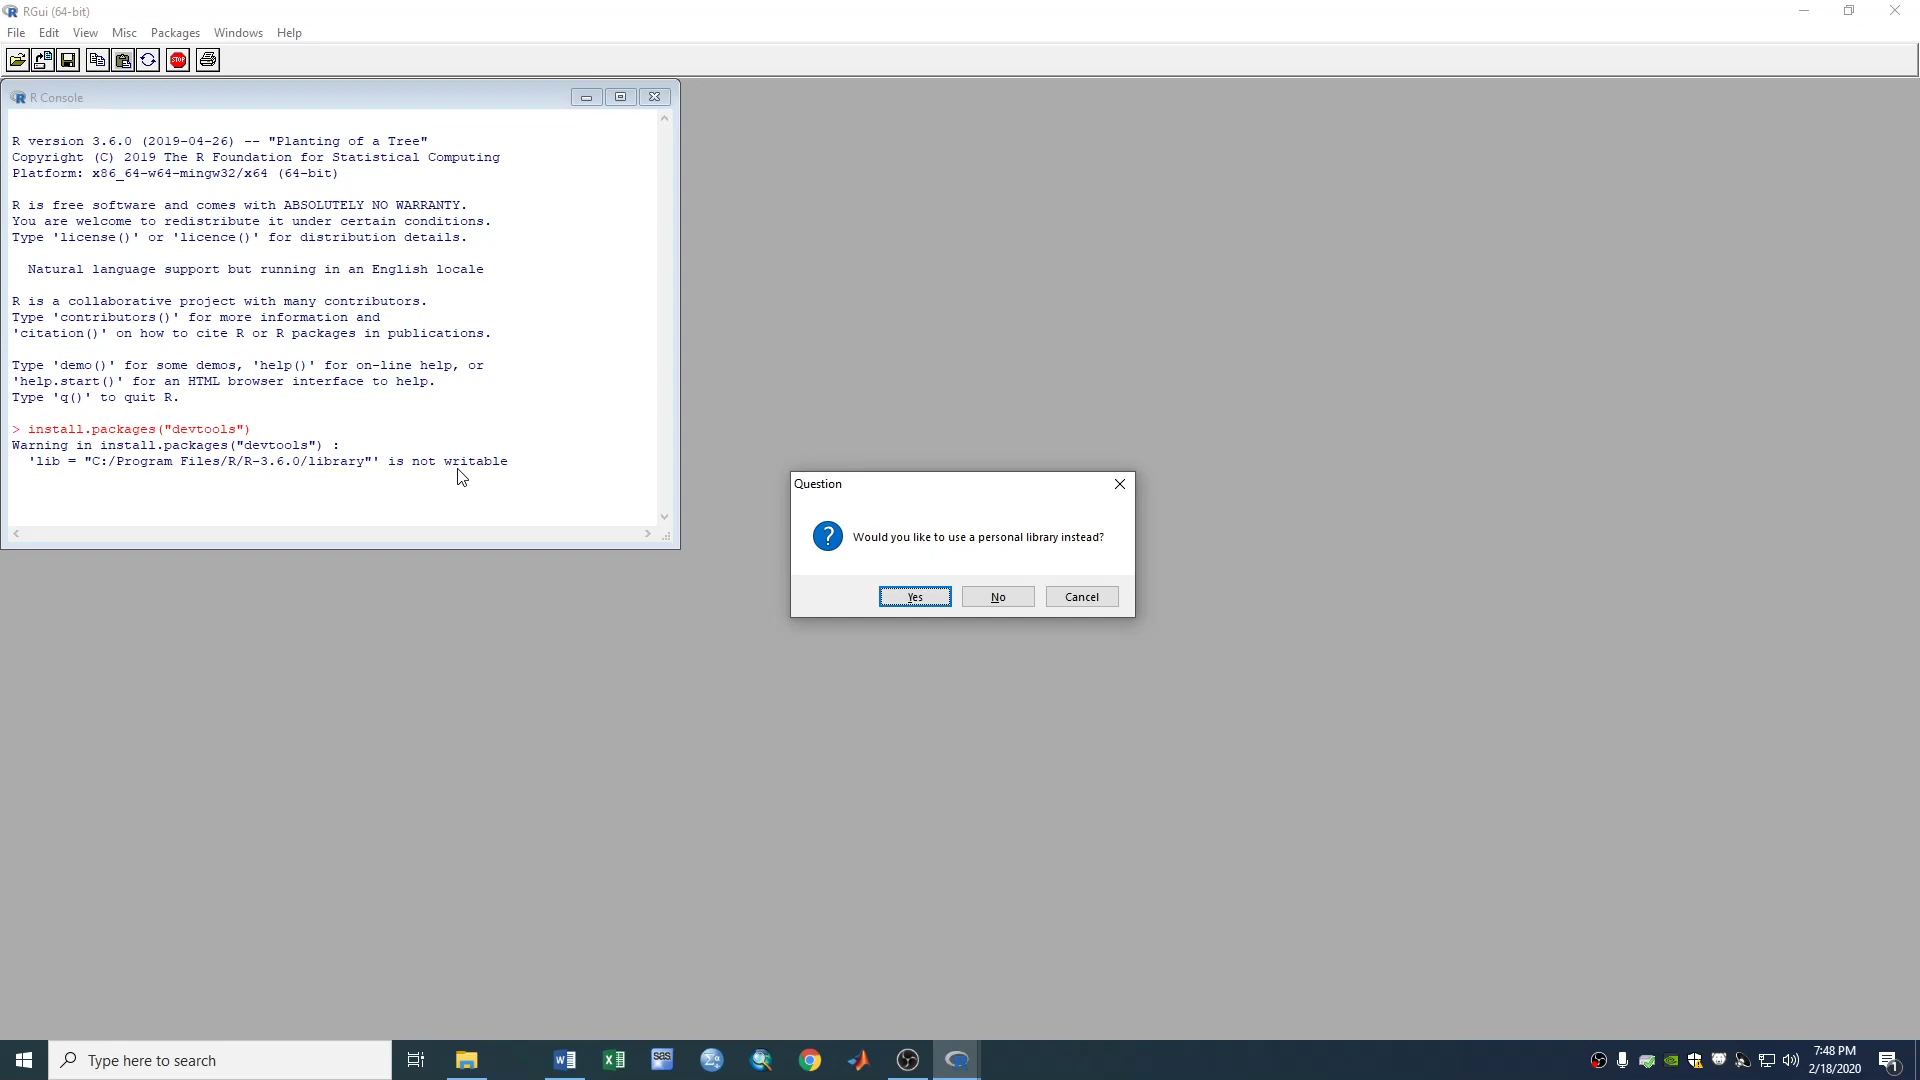 RGui (64-bit)
File Edit View Misc Packages Windows Help
STOP
R Console
R version 3.6.0 (2019-04-26) -- "Planting of a Tree"
Copyright (C) 2019 The R Foundation for Statistical Computing
Platform: x86_64-w64-mingw32/x64 (64-bit)
R is free software and comes with ABSOLUTELY NO WARRANTY.
You are welcome to redistribute it under certain conditions.
Type 'license()' or 'licence()' for distribution details.
Natural language support but running in an English locale
R is a collaborative project with many contributors.
Type 'contributors()' for more information and
'citation()' on how to cite R or R packages in publications.
Type 'demo()' for some demos, 'help()' for on-line help, or
'help.start()' for an HTML browser interface to help.
Type 'q()' to quit R.
> install.packages("devtools")
Warning in install.packages("devtools") :
'lib = "C:/Program Files/R/R-3.6.0/library"' is not writable
Question
Would you like to use a personal library instead?
Yes No Cancel
Type here to search
sas
7:48 PM
2/18/2020
1